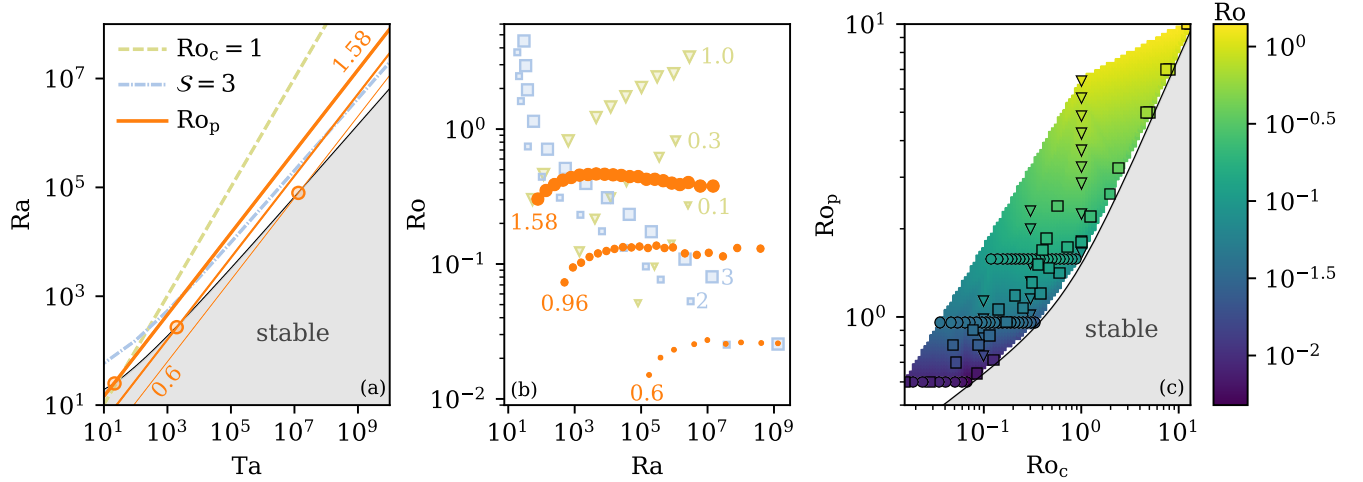 Ro_c = 1
S = 3
Ro_p
1.58
0.6
stable
(a)
10^1
10^3
10^5
10^7
Ra
10^1
10^3
10^5
10^7
10^9
Ta
1.0
0.3
0.1
1.58
0.96
0.6
3
2
(b)
10^0
10^-1
10^-2
Ro
10^1
10^3
10^5
10^7
10^9
Ra
10^1
10^0
Ro_p
stable
(c)
10^-1
10^0
10^1
Ro_c
Ro
10^0
10^-0.5
10^-1
10^-1.5
10^-2